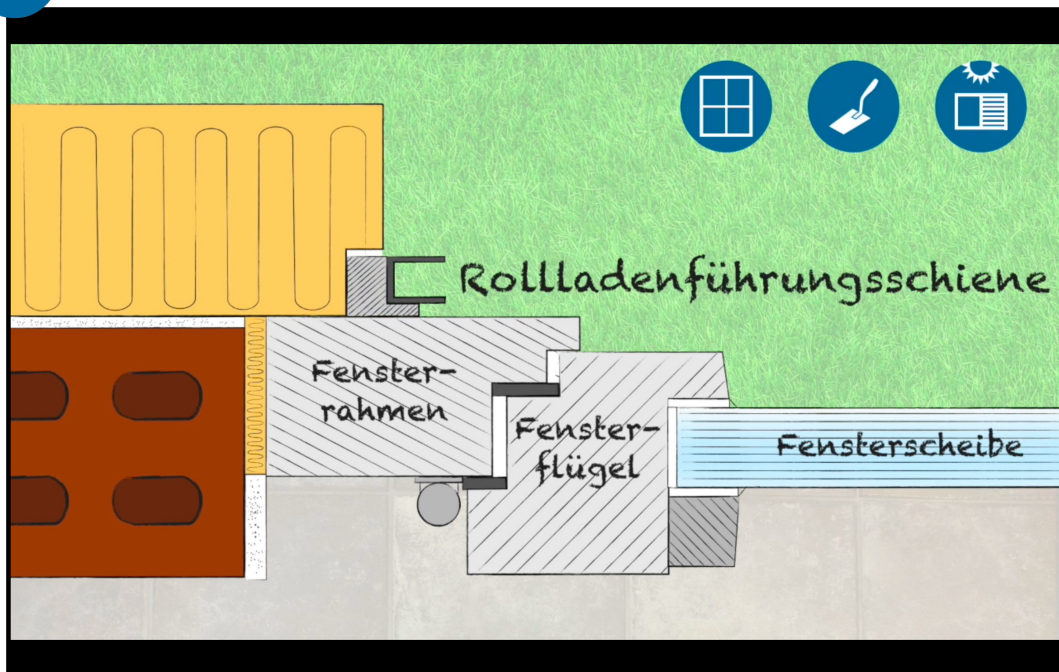 Rollladenführungsschiene
Fenster-
rahmen
Fenster-
flügel
Fensterscheibe